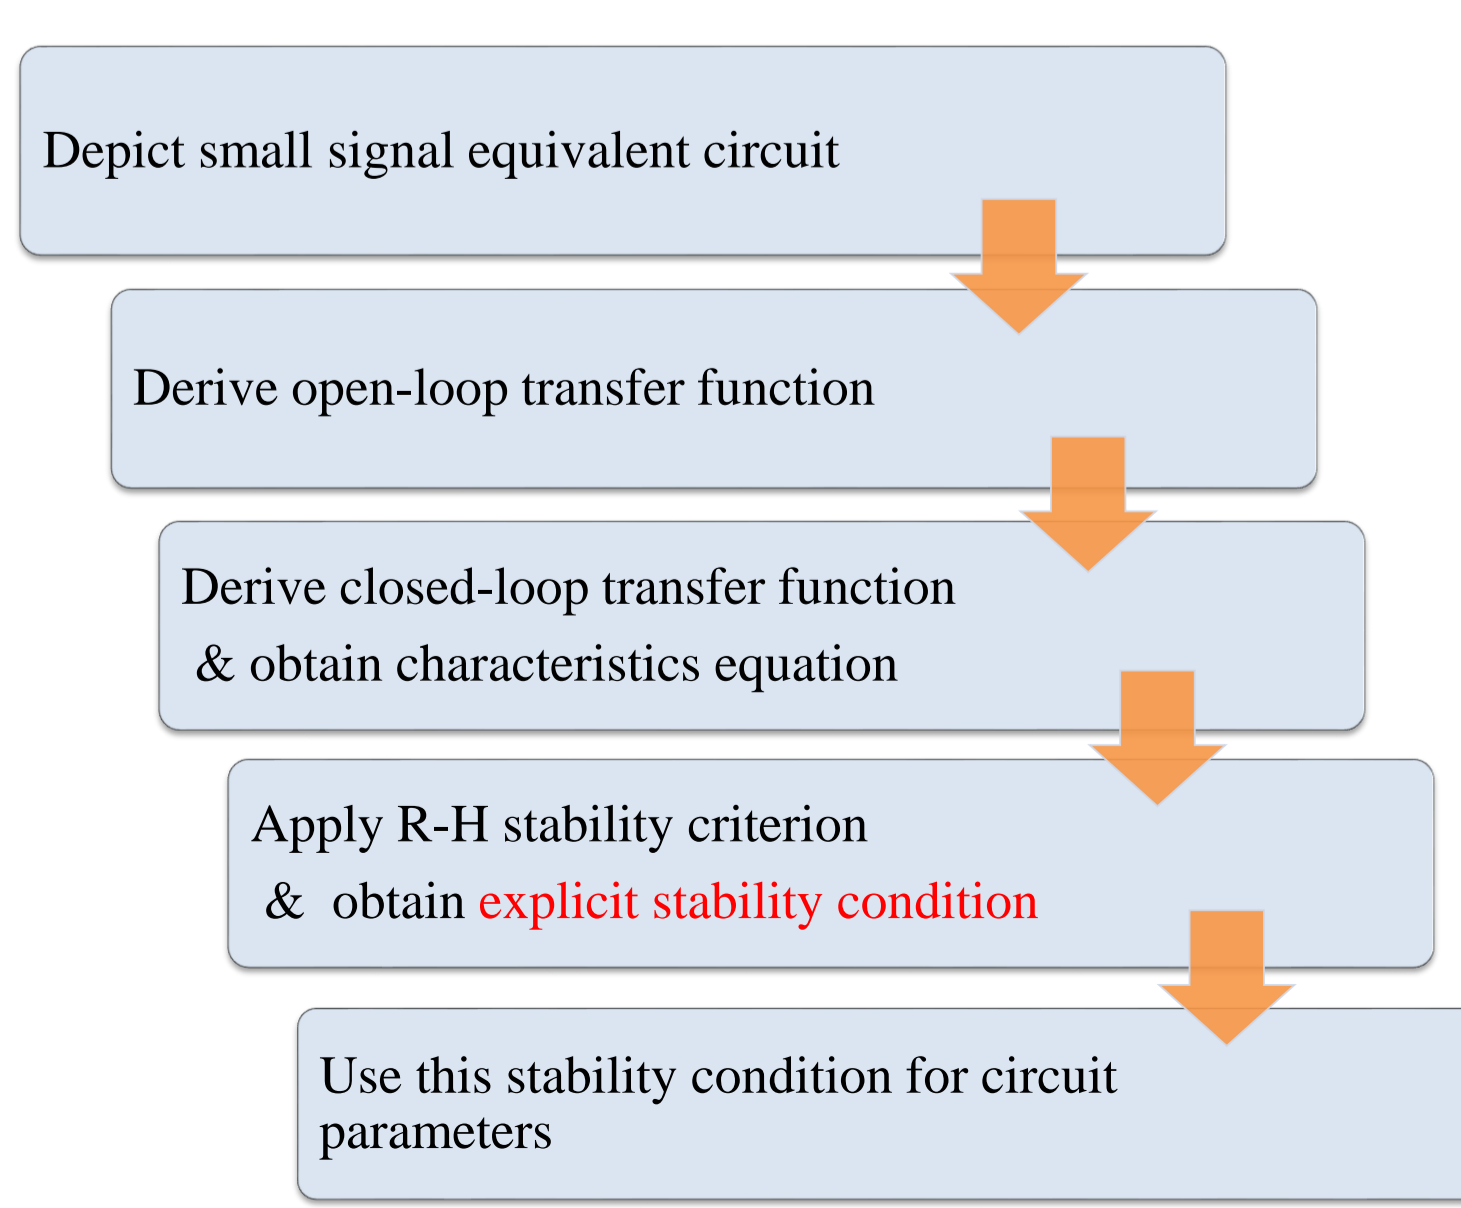 Depict small signal equivalent circuit
Derive open-loop transfer function
Derive closed-loop transfer function
& obtain characteristics equation
Apply R-H stability criterion
& obtain explicit stability condition
Use this stability condition for circuit
parameters